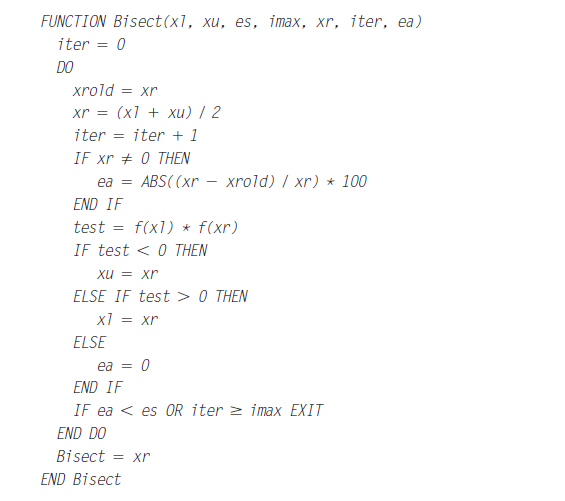 FUNCTION Bisect(xl, xu, es, imax, xr, iter, ea)
iter = 0
DO
xrold = xr
xr = (xl + xu) / 2
iter = iter + 1
IF xr ≠ 0 THEN
ea = ABS((xr − xrold) / xr) * 100
END IF
test = f(xl) * f(xr)
IF test < 0 THEN
xu = xr
ELSE IF test > 0 THEN
xl = xr
ELSE
ea = 0
END IF
IF ea < es OR iter ≥ imax EXIT
END DO
Bisect = xr
END Bisect